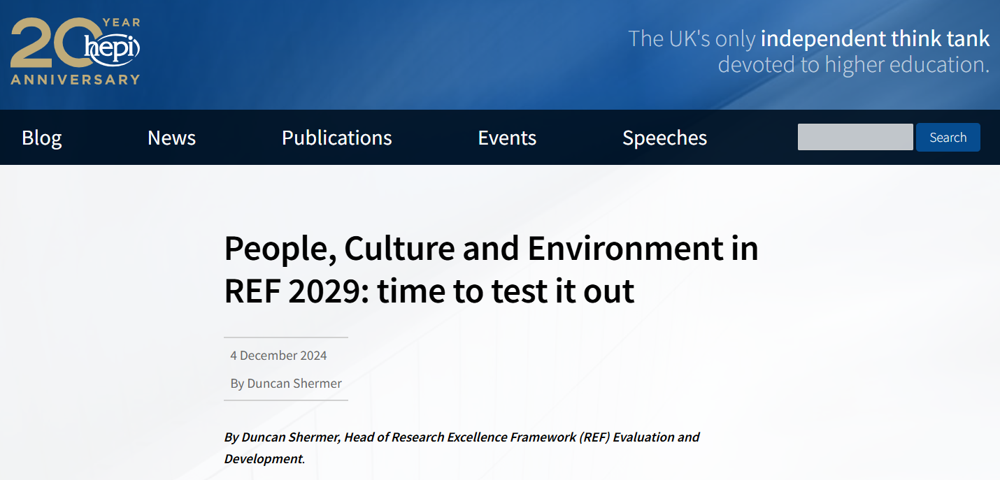 20 YEAR
hepi
ANNIVERSARY
The UK's only independent think tank
devoted to higher education.
Blog
News
Publications
Events
Speeches
Search
People, Culture and Environment in
REF 2029: time to test it out
4 December 2024
By Duncan Shermer
By Duncan Shermer, Head of Research Excellence Framework (REF) Evaluation and
Development.